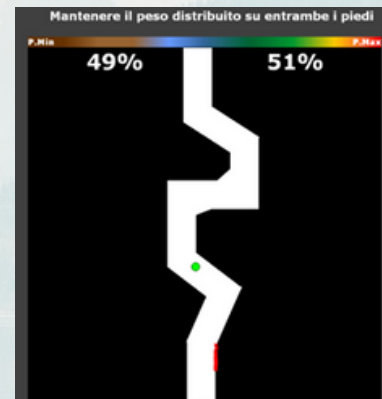 Mantenere il peso distribuito su entrambe i piedi
P.Min P.Max
49% 51%